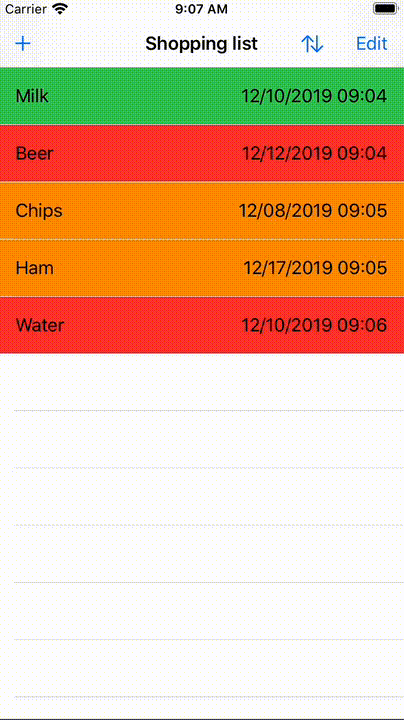 Carrier 9:07 AM
+ Shopping list Edit
Milk 12/10/2019 09:04
Beer 12/12/2019 09:04
Chips 12/08/2019 09:05
Ham 12/17/2019 09:05
Water 12/10/2019 09:06